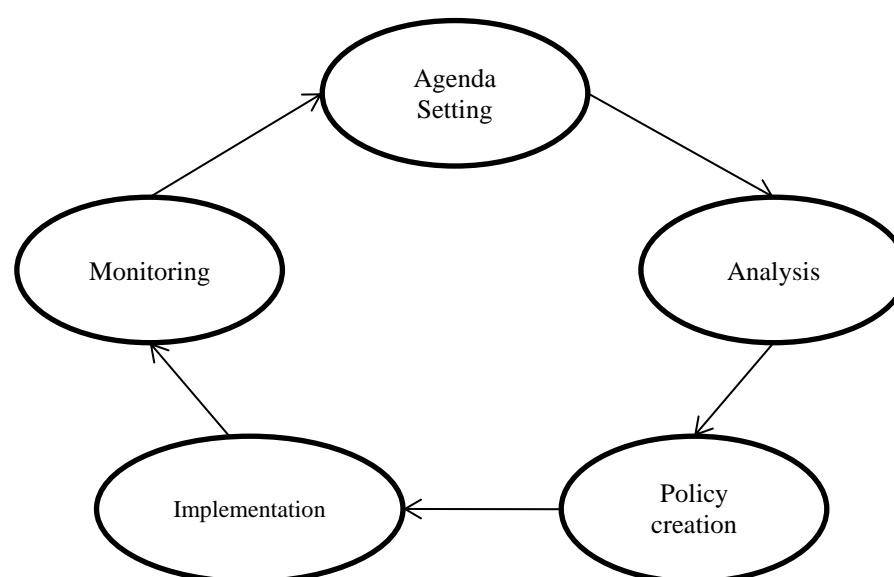 Agenda
Setting
Monitoring
Analysis
Implementation
Policy
creation